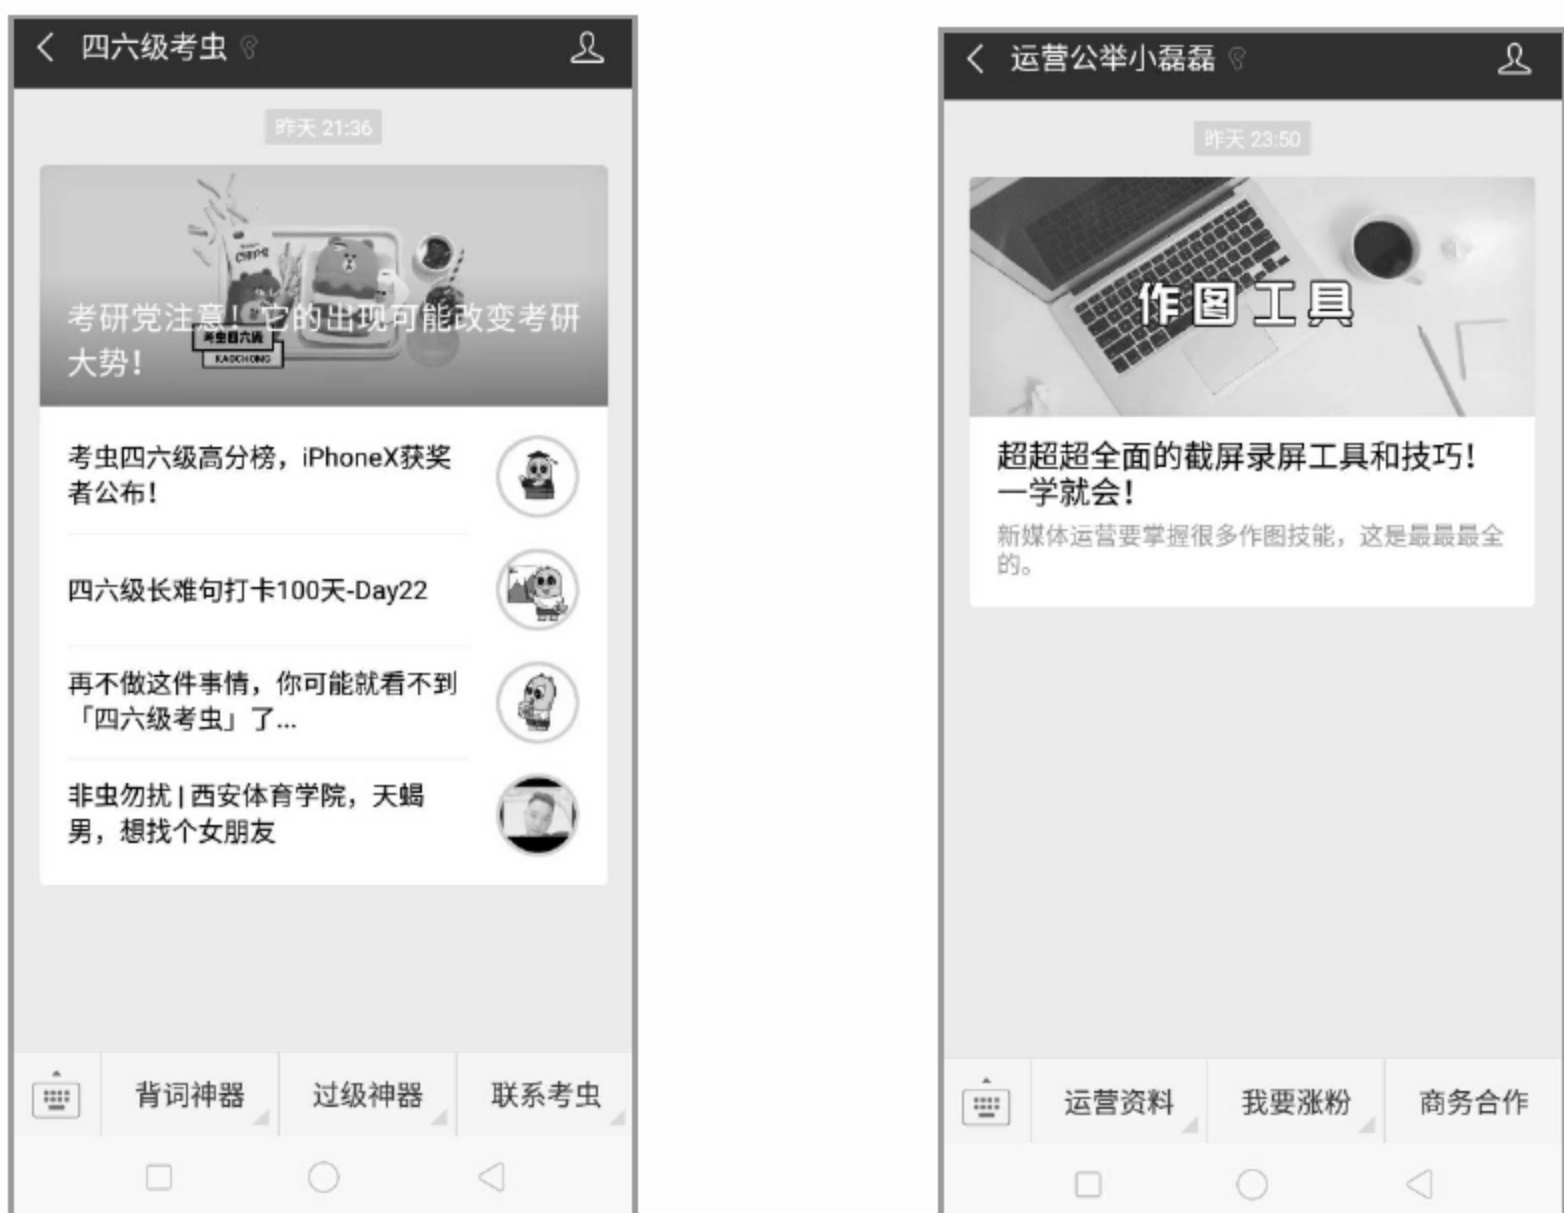 四六级考虫
昨天 21:36
考研党注意！它的出现可能改变考研
大势！
考虫四六级
KAOCHONG
考虫四六级高分榜，iPhoneX获奖
者公布！
四六级长难句打卡100天-Day22
再不做这件事情，你可能就看不到
「四六级考虫」了...
非虫勿扰 | 西安体育学院，天蝎
男，想找个女朋友
背词神器
过级神器
联系考虫
运营公举小磊磊
昨天 23:50
作图工具
超超超全面的截屏录屏工具和技巧！
一学就会！
新媒体运营要掌握很多作图技能，这是最最最全
的。
运营资料
我要涨粉
商务合作